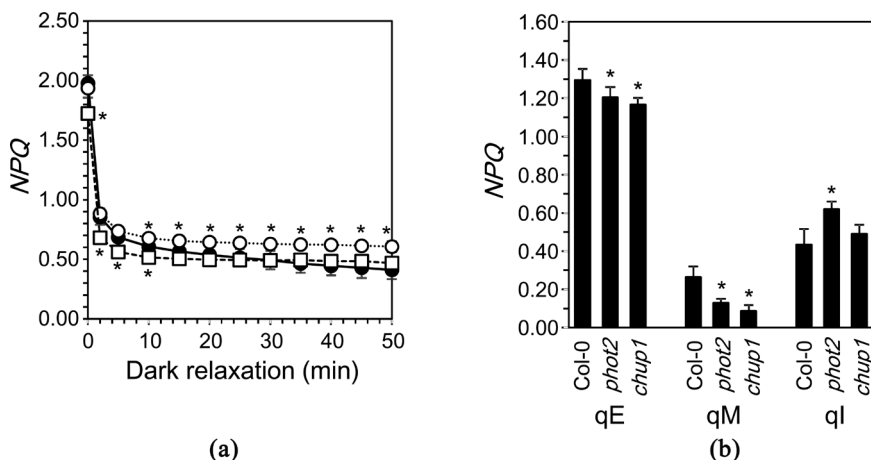 2.50
2.00
1.50
1.00
0.50
0.00
NPQ
*
*
*
*
* * * * * * * * *
0 10 20 30 40 50
Dark relaxation (min)
(a)
1.60
1.40
1.20
1.00
0.80
0.60
0.40
0.20
0.00
NPQ
* *
* *
*
Col-0 phot2 chup1 Col-0 phot2 chup1 Col-0 phot2 chup1
qE qM qI
(b)